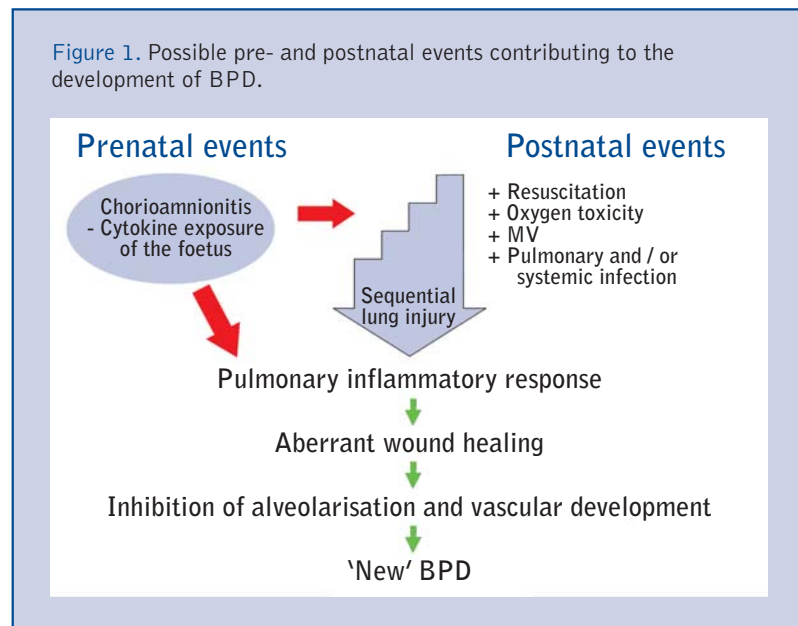 Figure 1. Possible pre- and postnatal events contributing to the
development of BPD.
Prenatal events
Chorioamnionitis
- Cytokine exposure
of the foetus
Postnatal events
+ Resuscitation
+ Oxygen toxicity
+ MV
+ Pulmonary and / or
systemic infection
Sequential
lung injury
Pulmonary inflammatory response
Aberrant wound healing
Inhibition of alveolarisation and vascular development
‘New’ BPD